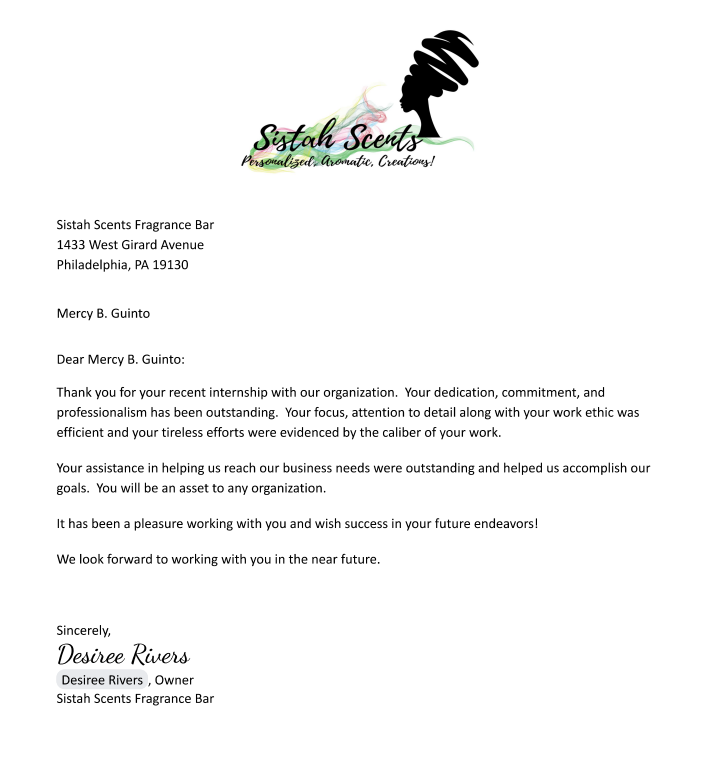 Sistah Scents
Personalized, Aromatic, Creations!
Sistah Scents Fragrance Bar
1433 West Girard Avenue
Philadelphia, PA 19130
Mercy B. Guinto
Dear Mercy B. Guinto:
Thank you for your recent internship with our organization.  Your dedication, commitment, and
professionalism has been outstanding.  Your focus, attention to detail along with your work ethic was
efficient and your tireless efforts were evidenced by the caliber of your work.
Your assistance in helping us reach our business needs were outstanding and helped us accomplish our
goals.  You will be an asset to any organization.
It has been a pleasure working with you and wish success in your future endeavors!
We look forward to working with you in the near future.
Sincerely,
Desiree Rivers
Desiree Rivers , Owner
Sistah Scents Fragrance Bar